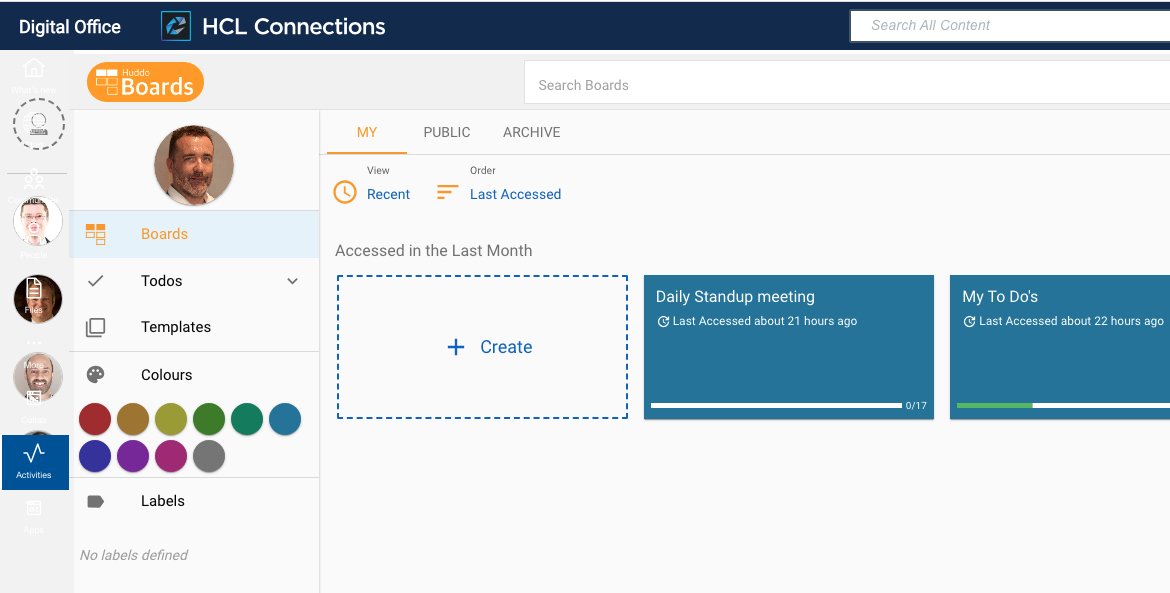 Digital Office
HCL Connections
Search All Content
What's new
Huddo
Boards
Search Boards
MY
PUBLIC
ARCHIVE
View
Recent
Order
Last Accessed
Boards
People
Todos
Files
Templates
More
Colours
Activities
Labels
Apps
No labels defined
Accessed in the Last Month
+ Create
Daily Standup meeting
Last Accessed about 21 hours ago
0/17
My To Do's
Last Accessed about 22 hours ago